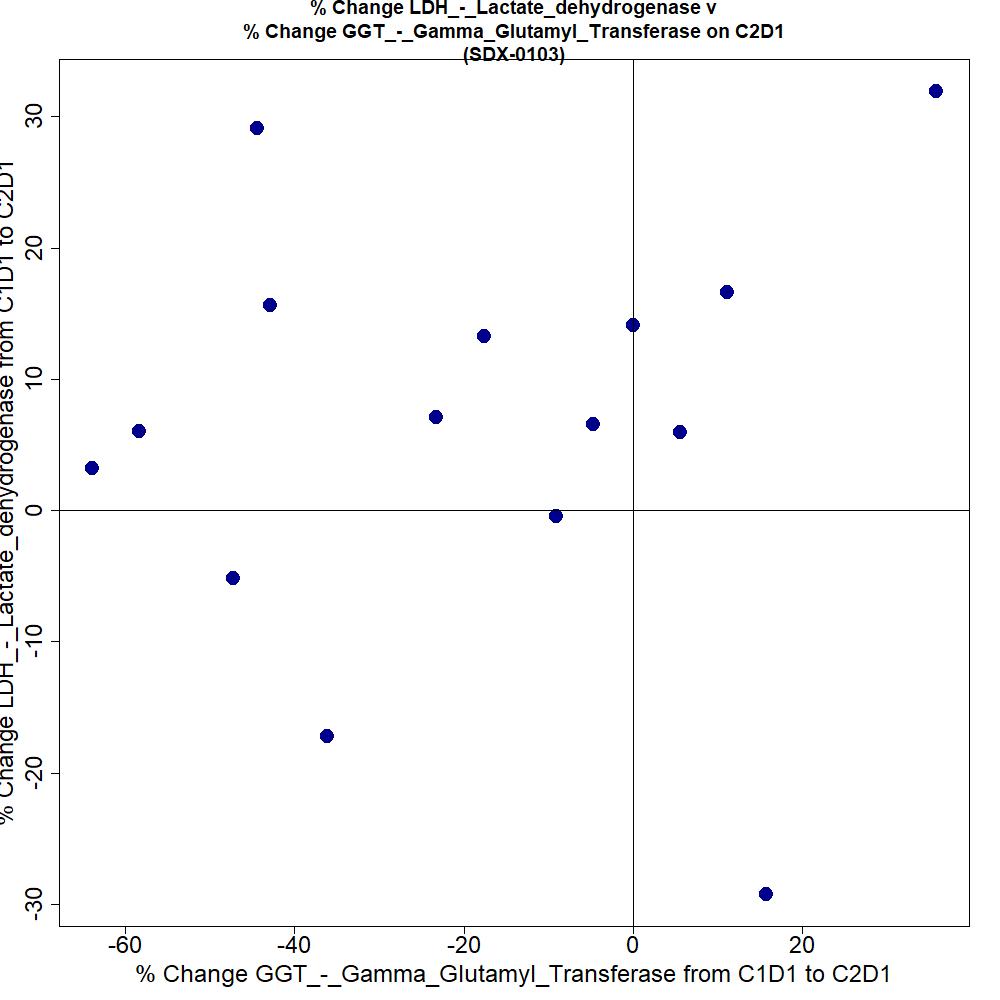 % Change LDH_-_Lactate_dehydrogenase v
% Change GGT_-_Gamma_Glutamyl_Transferase on C2D1
(SDX-0103)
% Change LDH_-_Lactate_dehydrogenase from C1D1 to C2D1
30
20
10
0
-10
-20
-30
-60
-40
-20
0
20
% Change GGT_-_Gamma_Glutamyl_Transferase from C1D1 to C2D1